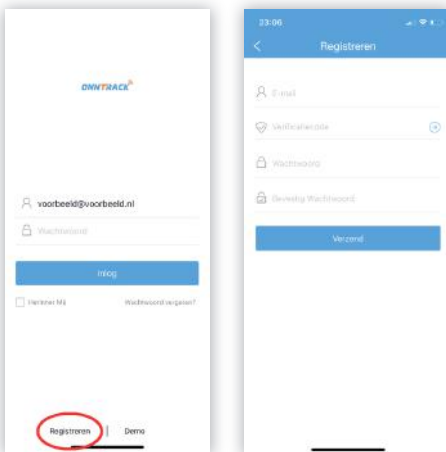 ONNTRACK
voorbeeld@voorbeeld.nl
Wachtwoord
Inlog
Herinner Mij
Wachtwoord vergeten?
Registreren | Demo
23:06
Registreren
E-mail
Verificatiecode
Wachtwoord
Bevestig Wachtwoord
Verzend